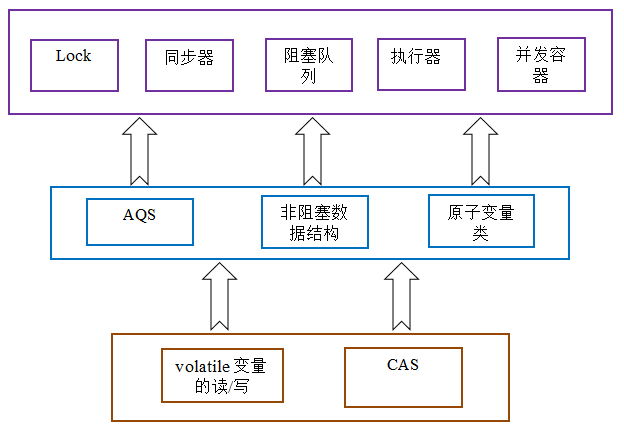 Lock
同步器
阻塞队
列
执行器
并发容
器
AQS
非阻塞数
据结构
原子变量
类
volatile 变量
的读/写
CAS